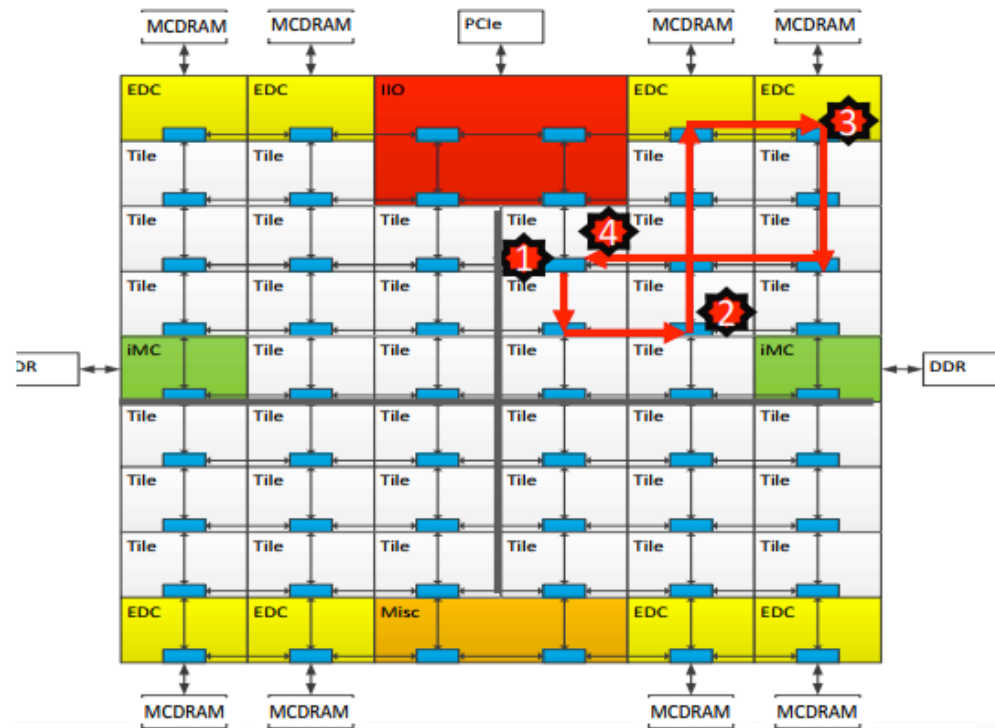 MCDRAM MCDRAM PCIe MCDRAM MCDRAM
EDC EDC IIO EDC EDC
3
Tile Tile Tile Tile
Tile Tile Tile Tile Tile Tile
4
1
Tile Tile Tile Tile Tile Tile
2
iMC Tile Tile Tile Tile iMC
DR DDR
Tile Tile Tile Tile Tile Tile
Tile Tile Tile Tile Tile Tile
Tile Tile Tile Tile Tile Tile
EDC EDC Misc EDC EDC
MCDRAM MCDRAM MCDRAM MCDRAM